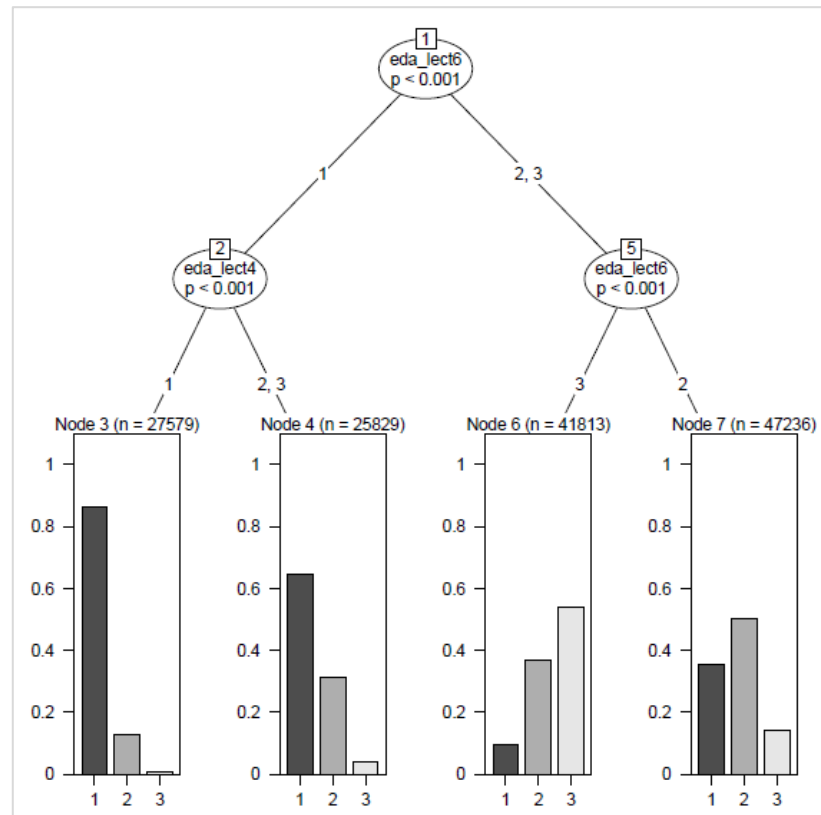 1
eda_lect6
p < 0.001
1
2, 3
2
eda_lect4
p < 0.001
5
eda_lect6
p < 0.001
1
2, 3
3
2
Node 3 (n = 27579)
1
0.8
0.6
0.4
0.2
0
1 2 3
Node 4 (n = 25829)
1
0.8
0.6
0.4
0.2
0
1 2 3
Node 6 (n = 41813)
1
0.8
0.6
0.4
0.2
0
1 2 3
Node 7 (n = 47236)
1
0.8
0.6
0.4
0.2
0
1 2 3